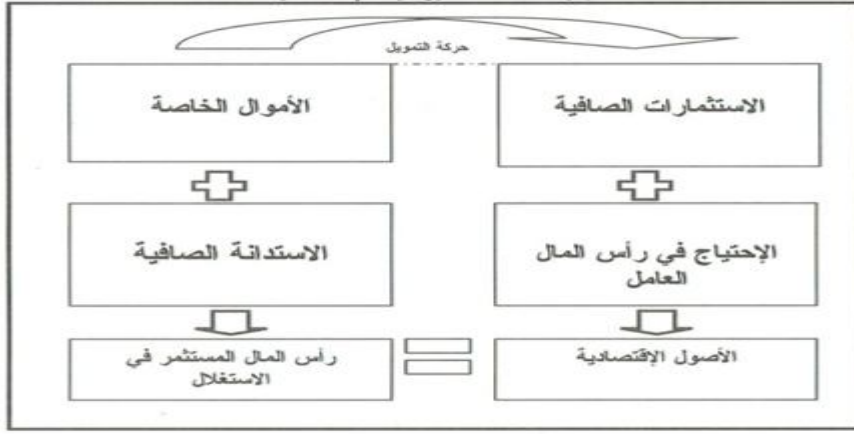 حركة التمويل
الاستثمارات الصافية
الأموال الخاصة
الإحتياج في رأس المال
العامل
الاستدانة الصافية
الأصول الإقتصادية
رأس المال المستثمر في
الاستغلال